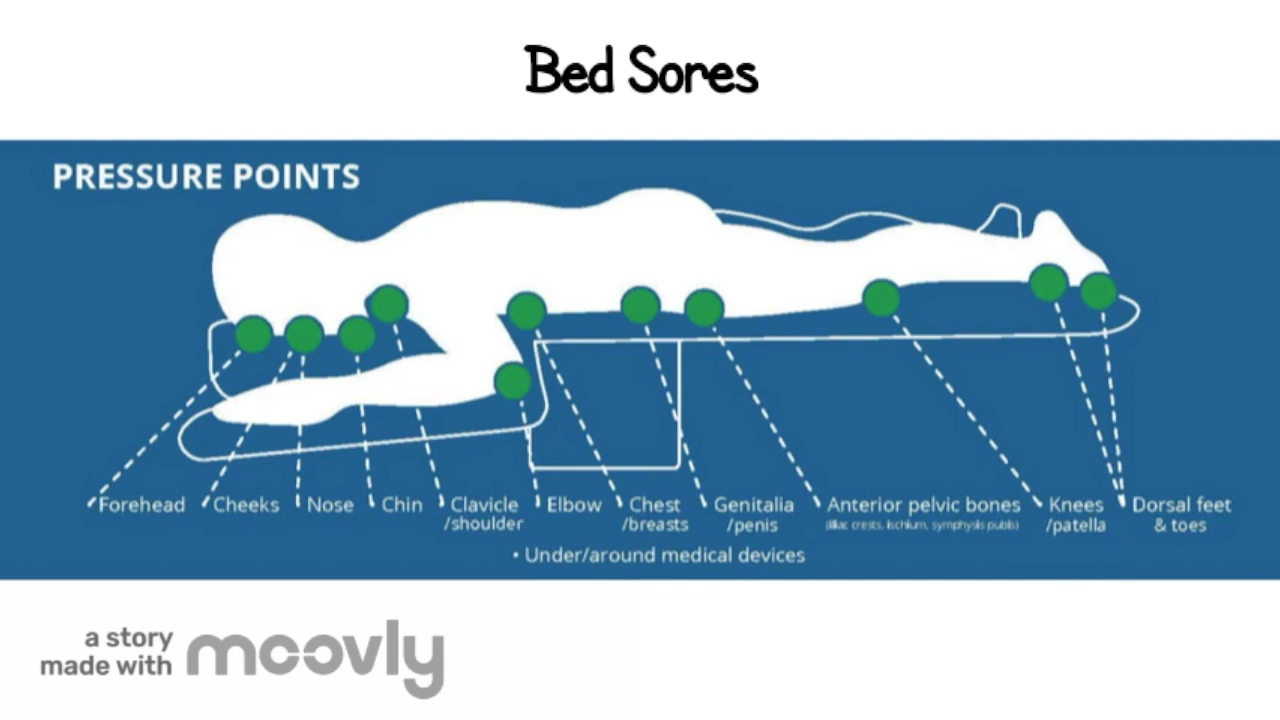 Bed Sores
PRESSURE POINTS
Forehead Cheeks Nose Chin Clavicle Elbow Chest Genitalia Anterior pelvic bones Knees Dorsal feet
/shoulder /breasts /penis (illiac crests, ischium, symphysis pubis) /patella & toes
• Under/around medical devices
a story
made with moovly